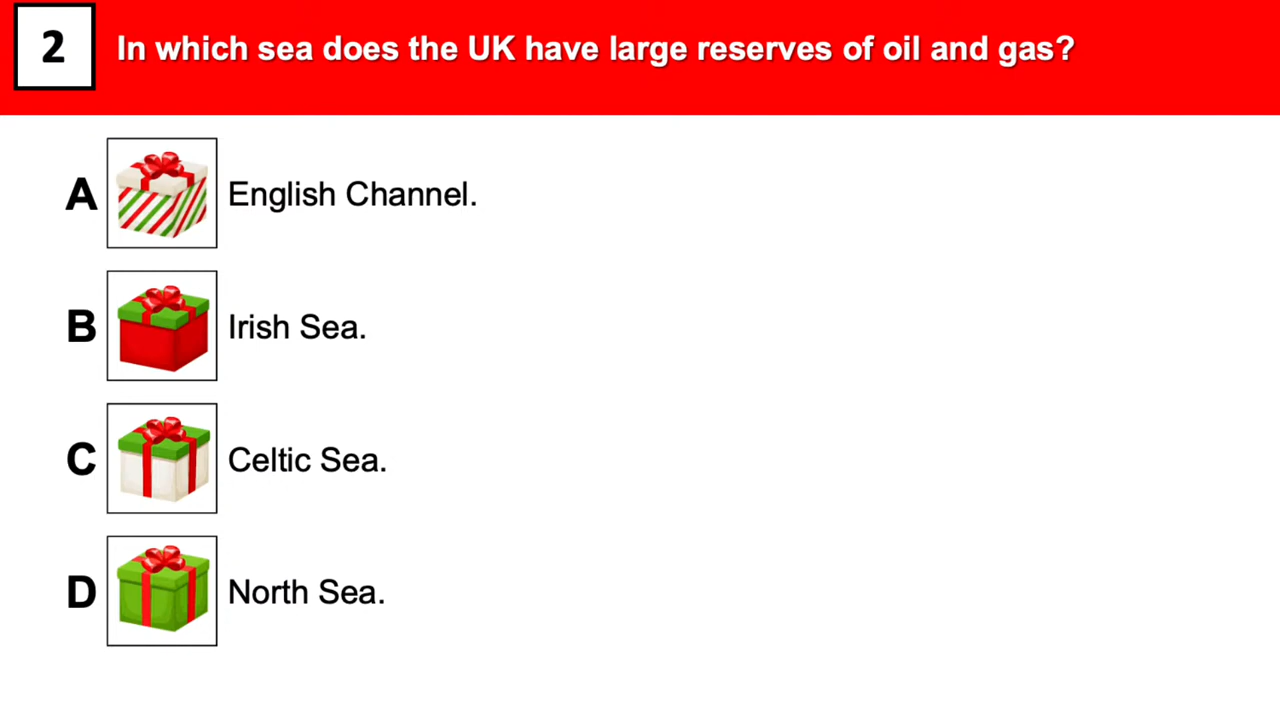 2
In which sea does the UK have large reserves of oil and gas?
A English Channel.
B Irish Sea.
C Celtic Sea.
D North Sea.